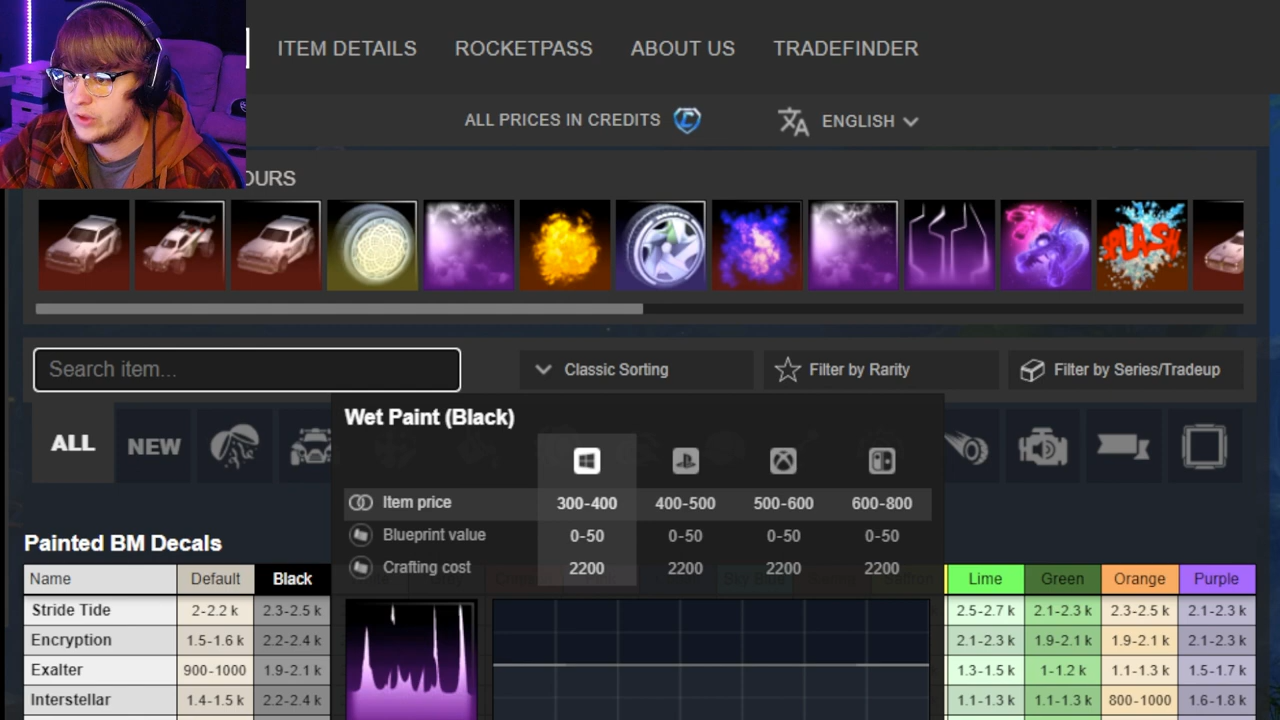 ITEM DETAILS ROCKETPASS ABOUT US TRADEFINDER
ALL PRICES IN CREDITS ENGLISH
OURS
SPLASH
Search item... Classic Sorting Filter by Rarity Filter by Series/Tradeup
ALL NEW
Wet Paint (Black)
Item price 300-400 400-500 500-600 600-800
Blueprint value 0-50 0-50 0-50 0-50
Crafting cost 2200 2200 2200 2200
Painted BM Decals
Name Default Black Lime Green Orange Purple
Stride Tide 2-2.2 k 2.3-2.5 k 2.5-2.7 k 2.1-2.3 k 2.3-2.5 k 2.1-2.3 k
Encryption 1.5-1.6 k 2.2-2.4 k 2.1-2.3 k 1.9-2.1 k 1.9-2.1 k 2.1-2.3 k
Exalter 900-1000 1.9-2.1 k 1.3-1.5 k 1-1.2 k 1.1-1.3 k 1.5-1.7 k
Interstellar 1.4-1.5 k 2.2-2.4 k 1.1-1.3 k 1.1-1.3 k 800-1000 1.6-1.8 k